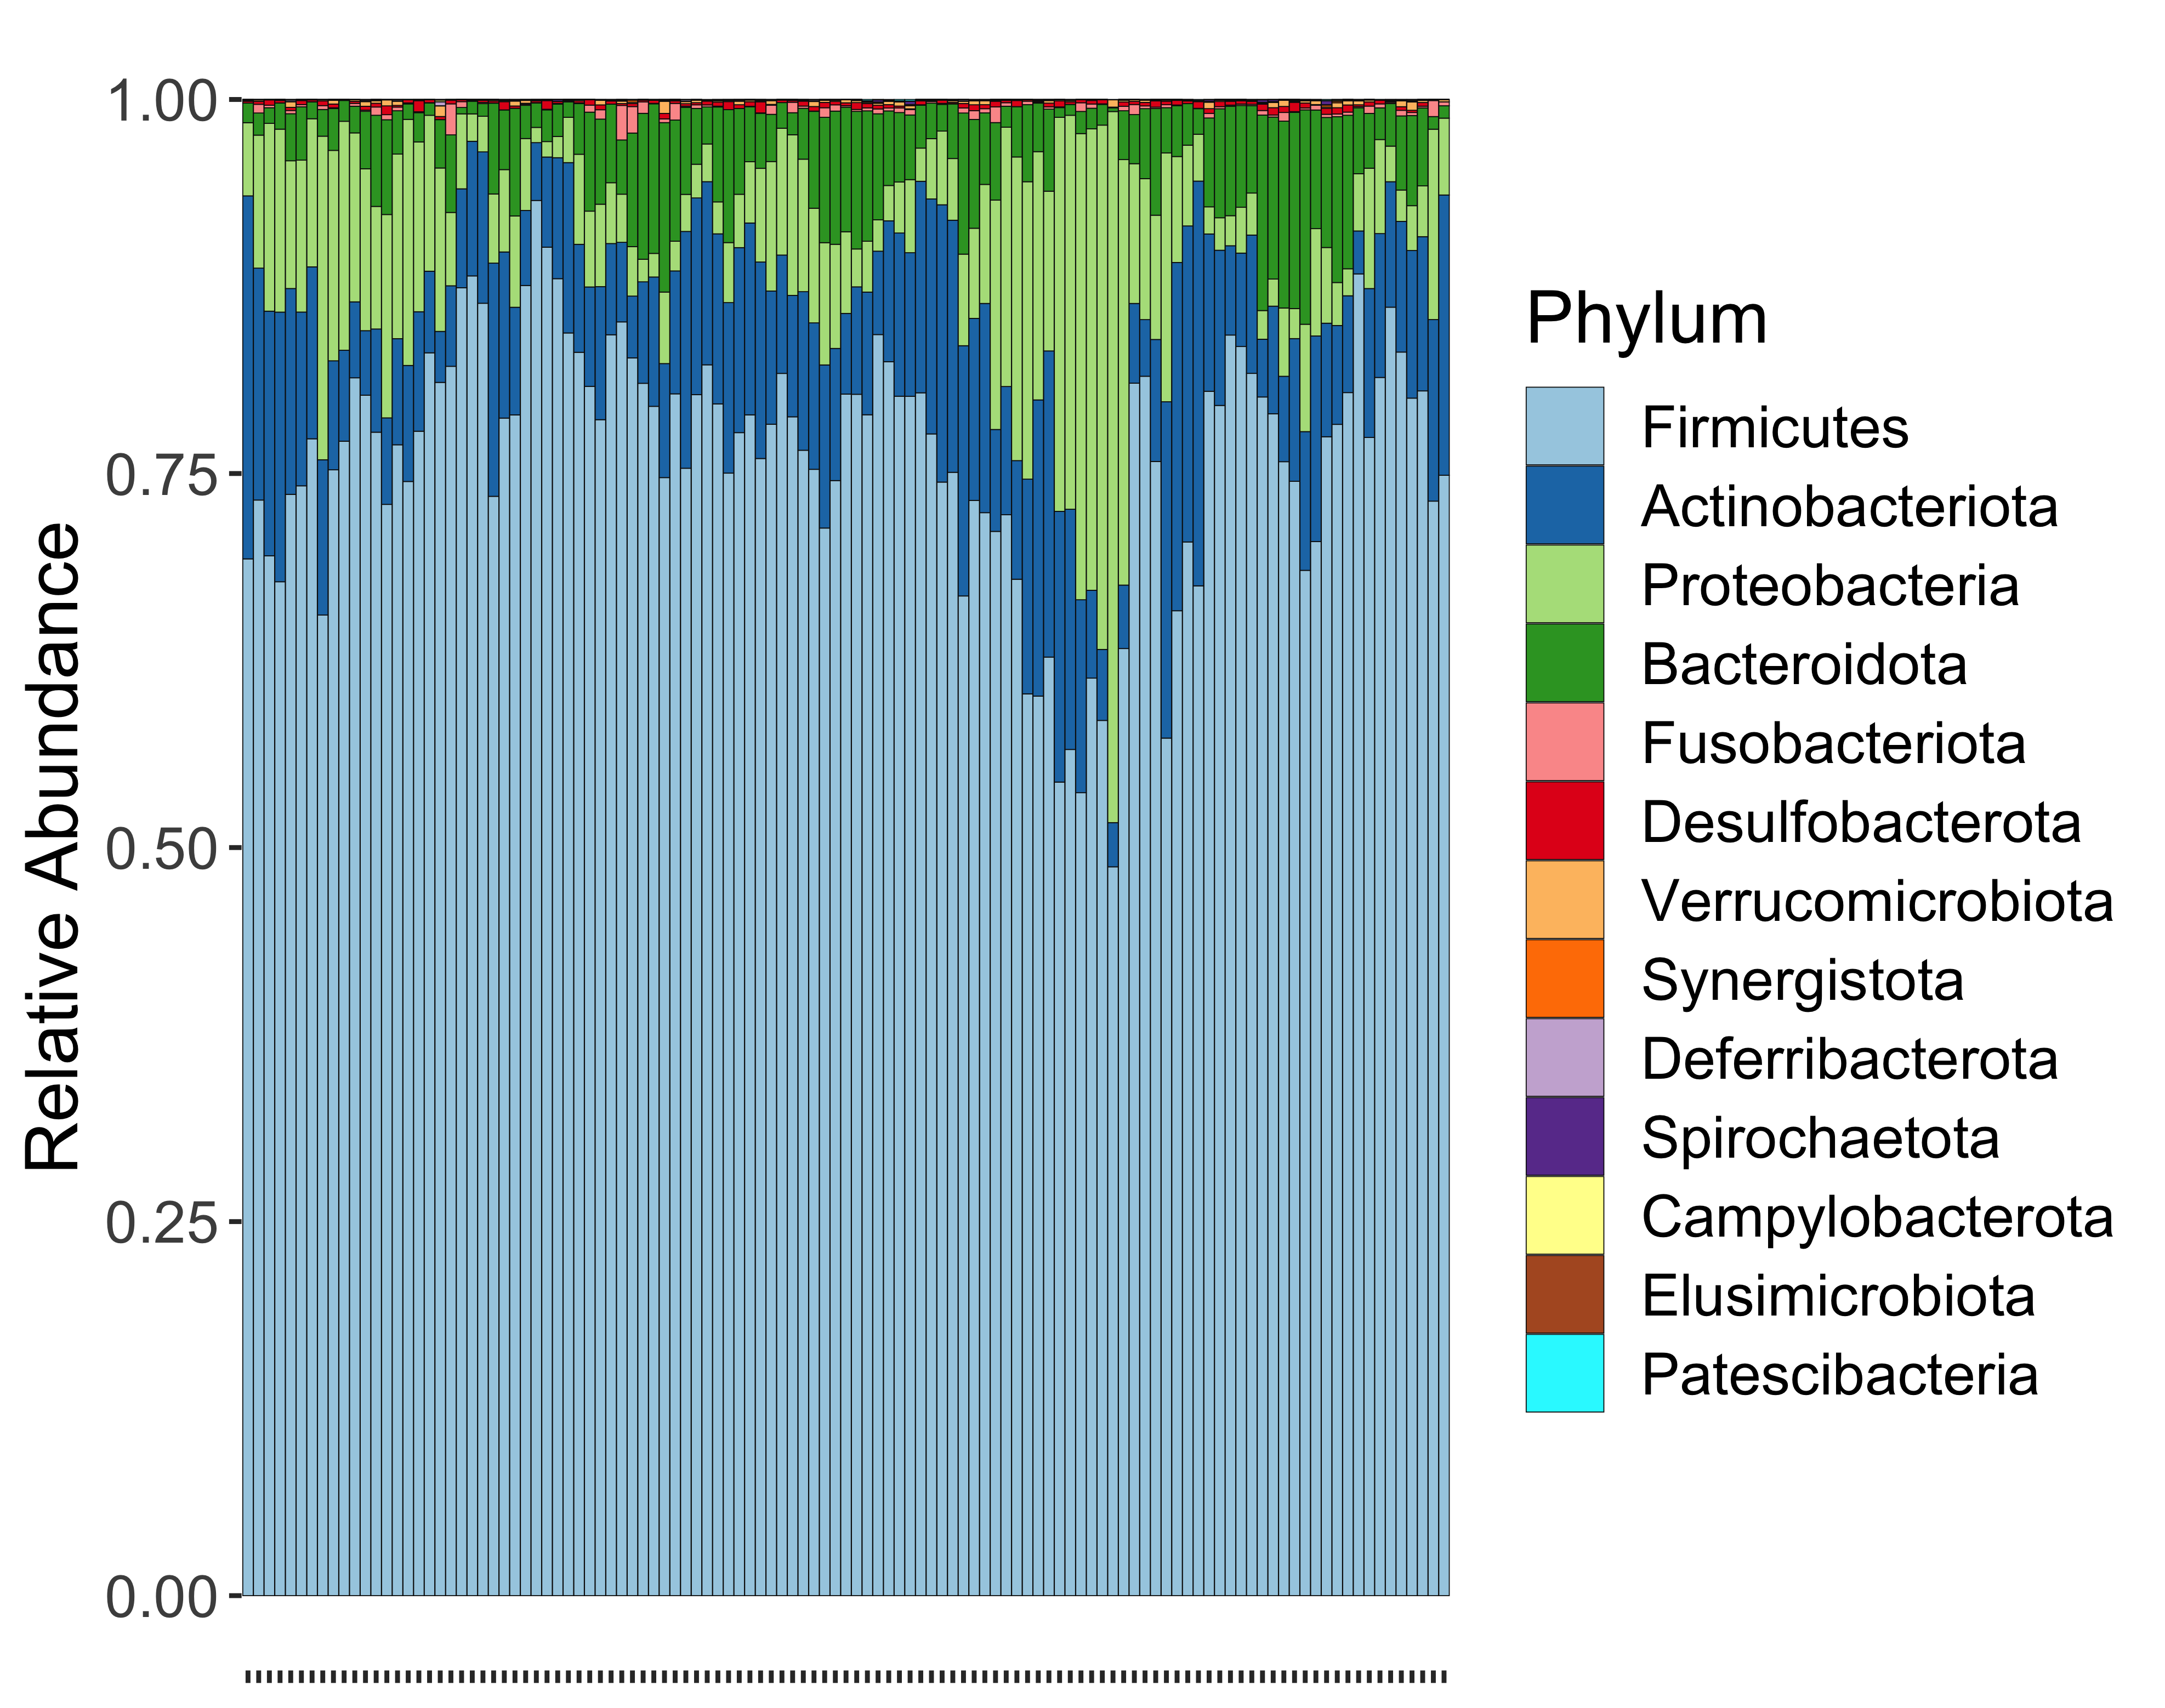 Relative Abundance
1.00
0.75
0.50
0.25
0.00
Phylum
Firmicutes
Actinobacteriota
Proteobacteria
Bacteroidota
Fusobacteriota
Desulfobacterota
Verrucomicrobiota
Synergistota
Deferribacterota
Spirochaetota
Campylobacterota
Elusimicrobiota
Patescibacteria